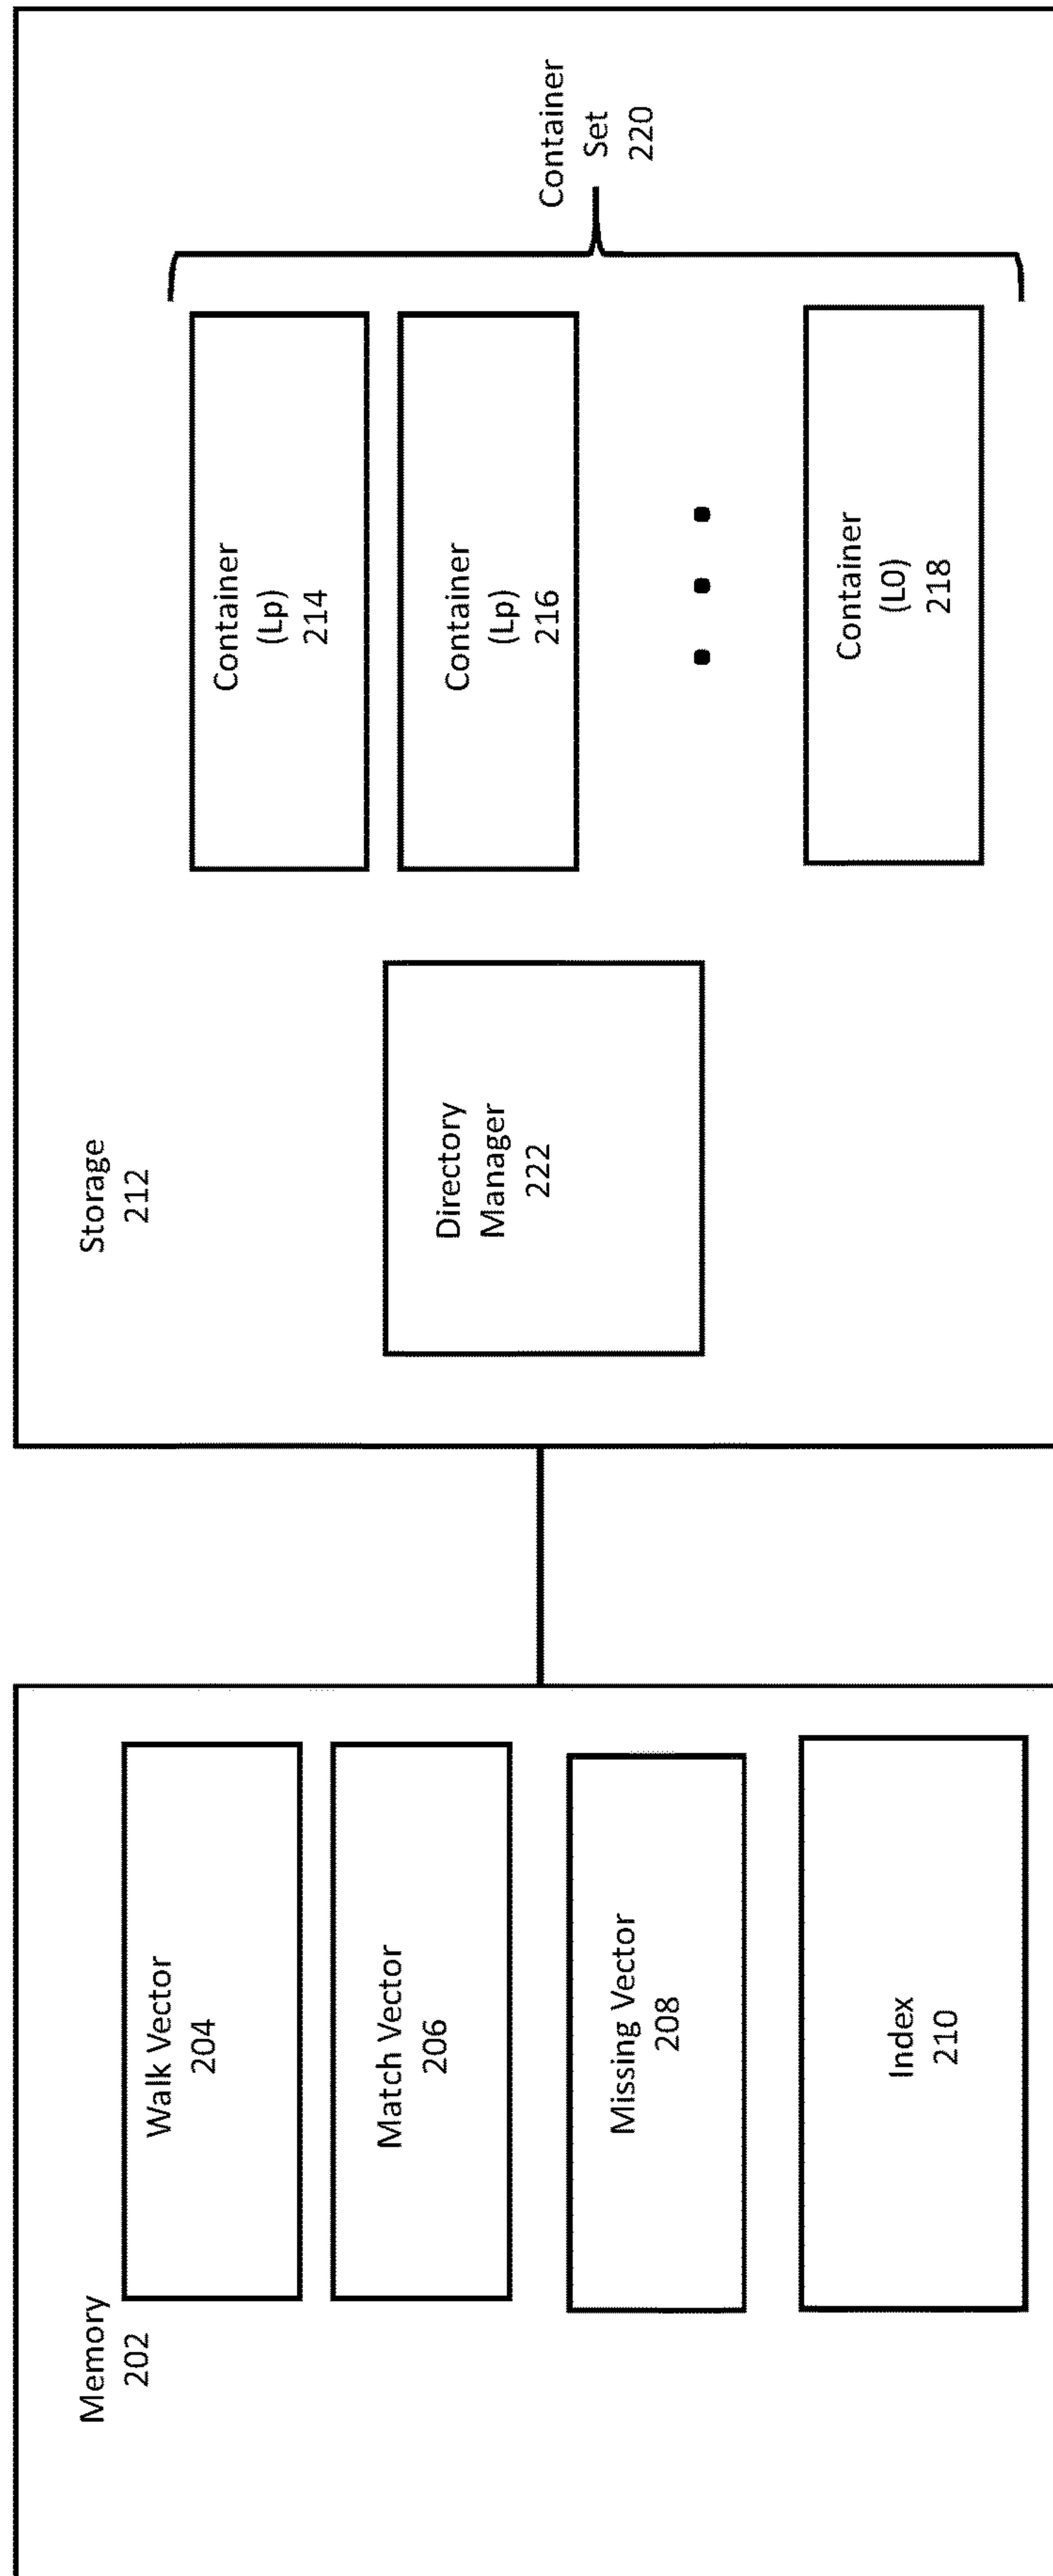 Memory
202
Walk Vector
204
Match Vector
206
Missing Vector
208
Index
210
Storage
212
Directory
Manager
222
Container
(Lp)
214
Container
(Lp)
216
Container
(L0)
218
Container
Set
220